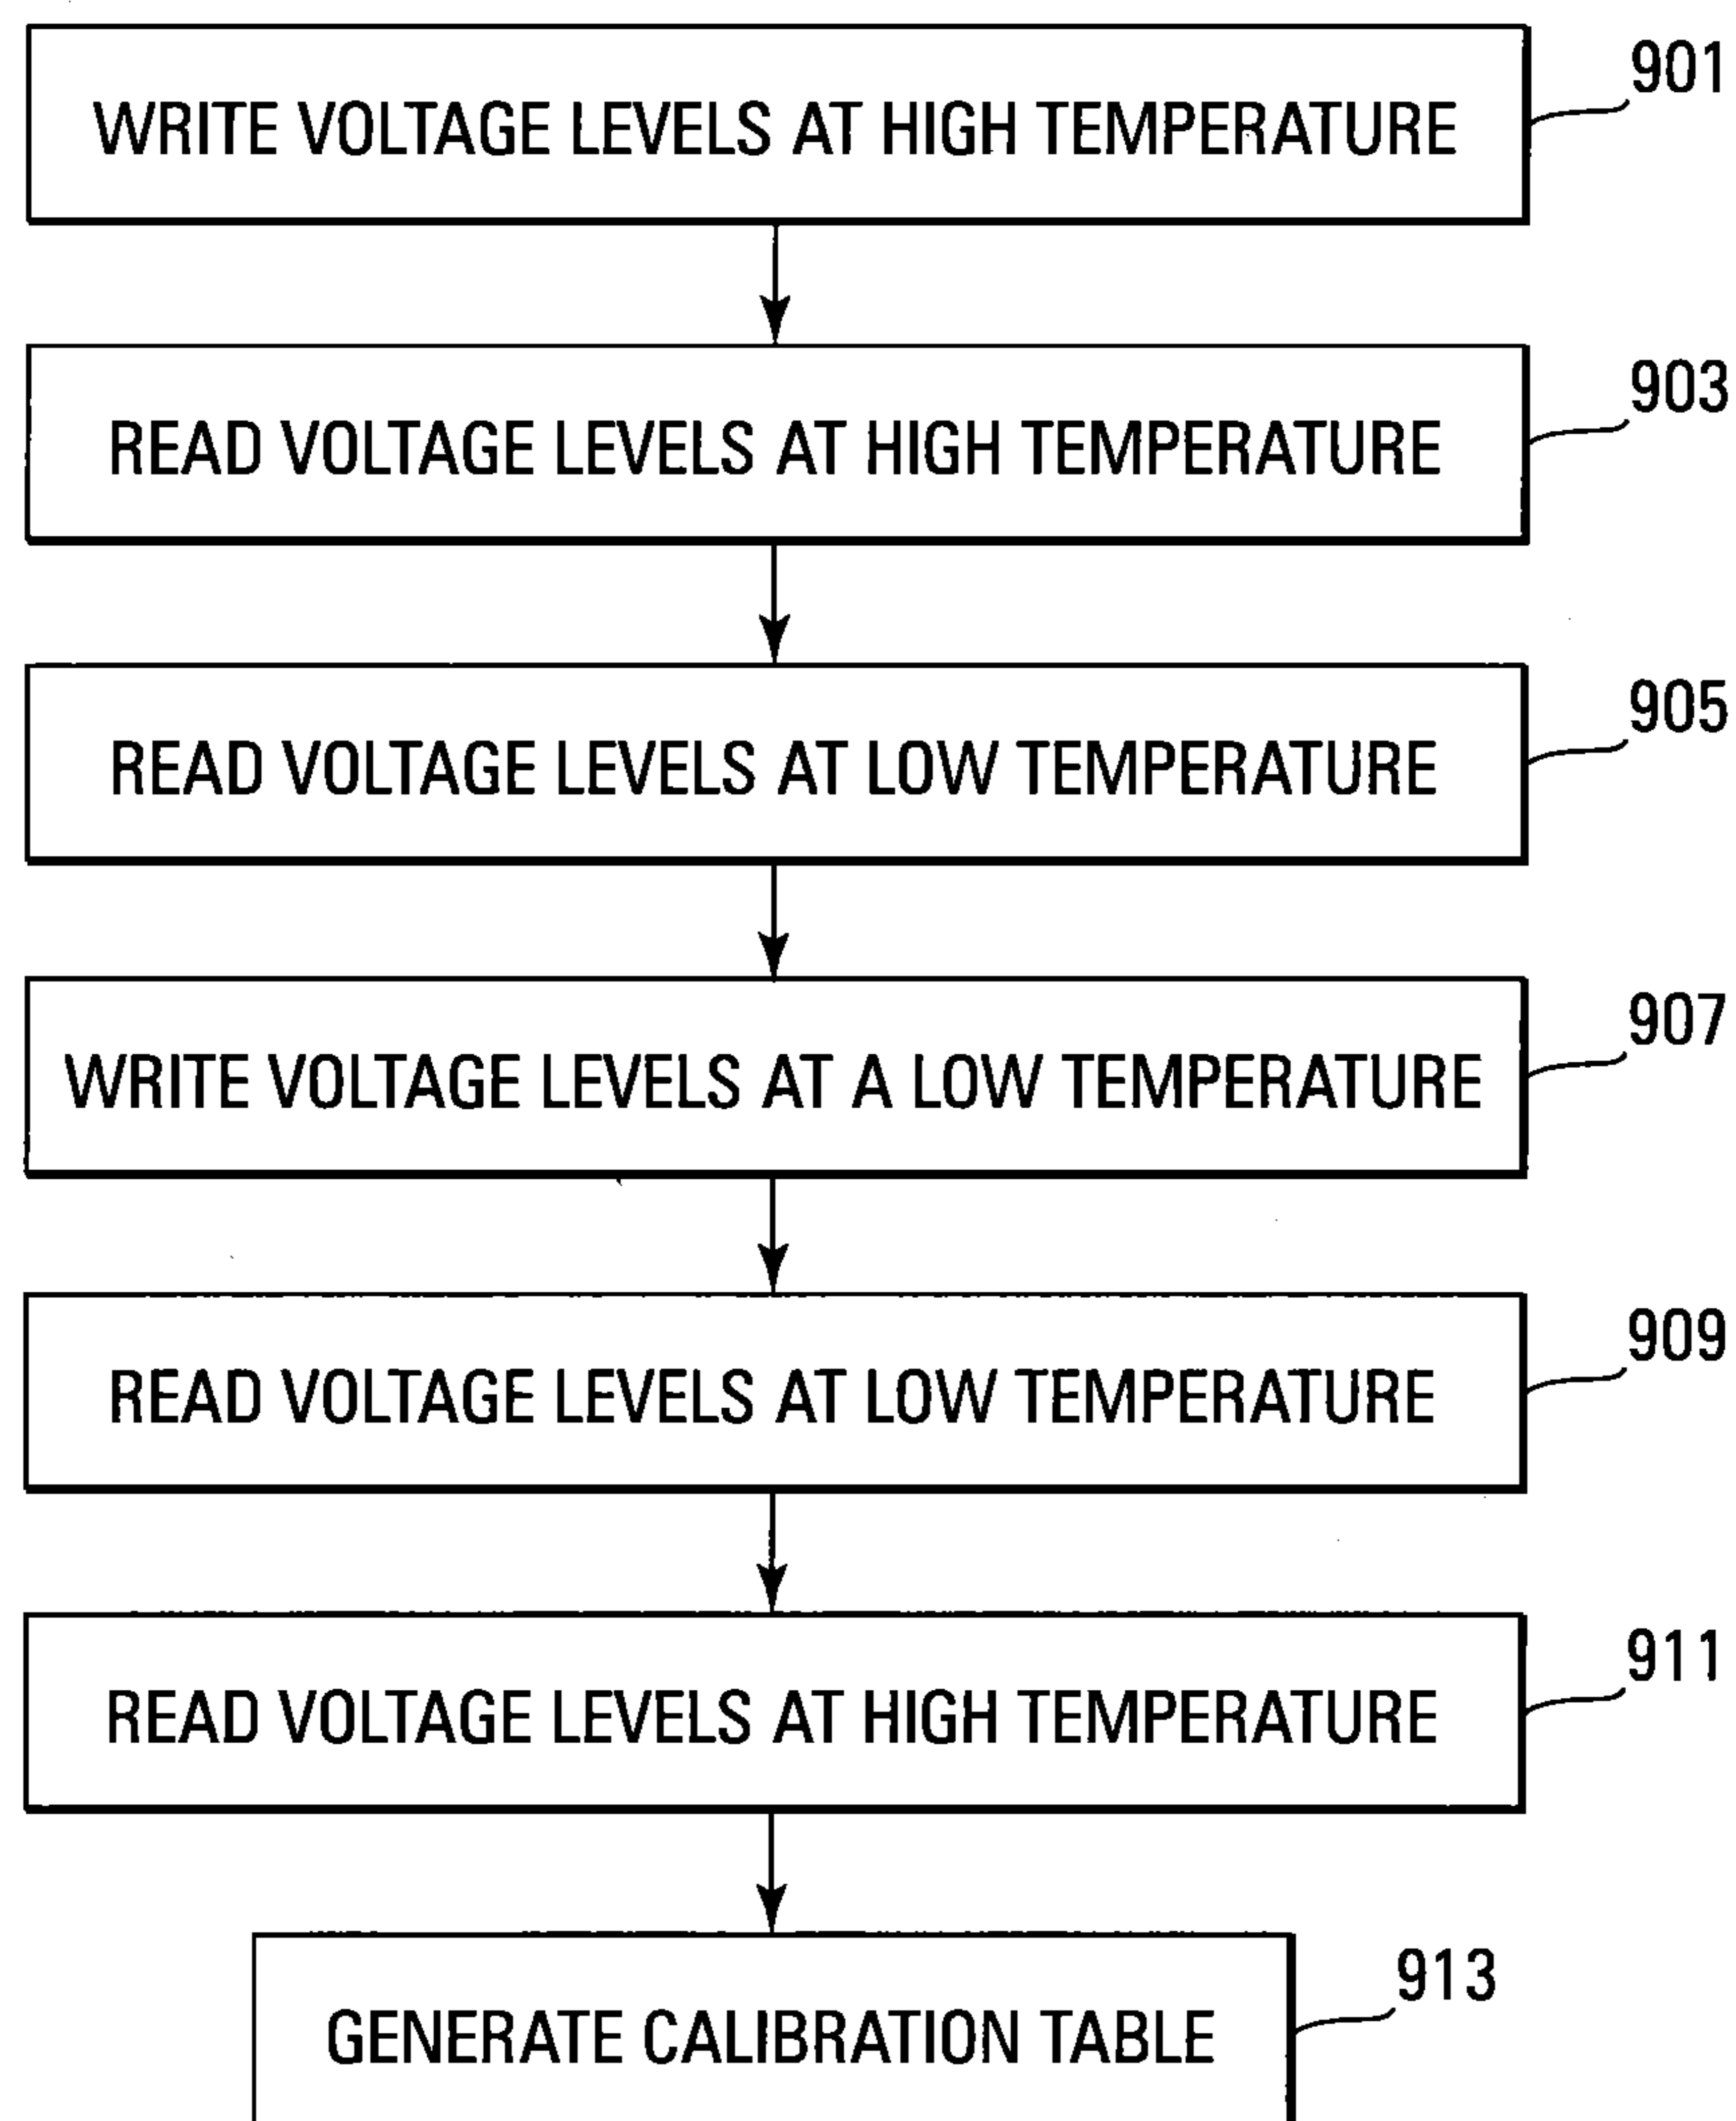 901
WRITE VOLTAGE LEVELS AT HIGH TEMPERATURE
903
READ VOLTAGE LEVELS AT HIGH TEMPERATURE
905
READ VOLTAGE LEVELS AT LOW TEMPERATURE
907
WRITE VOLTAGE LEVELS AT A LOW TEMPERATURE
909
READ VOLTAGE LEVELS AT LOW TEMPERATURE
911
READ VOLTAGE LEVELS AT HIGH TEMPERATURE
913
GENERATE CALIBRATION TABLE